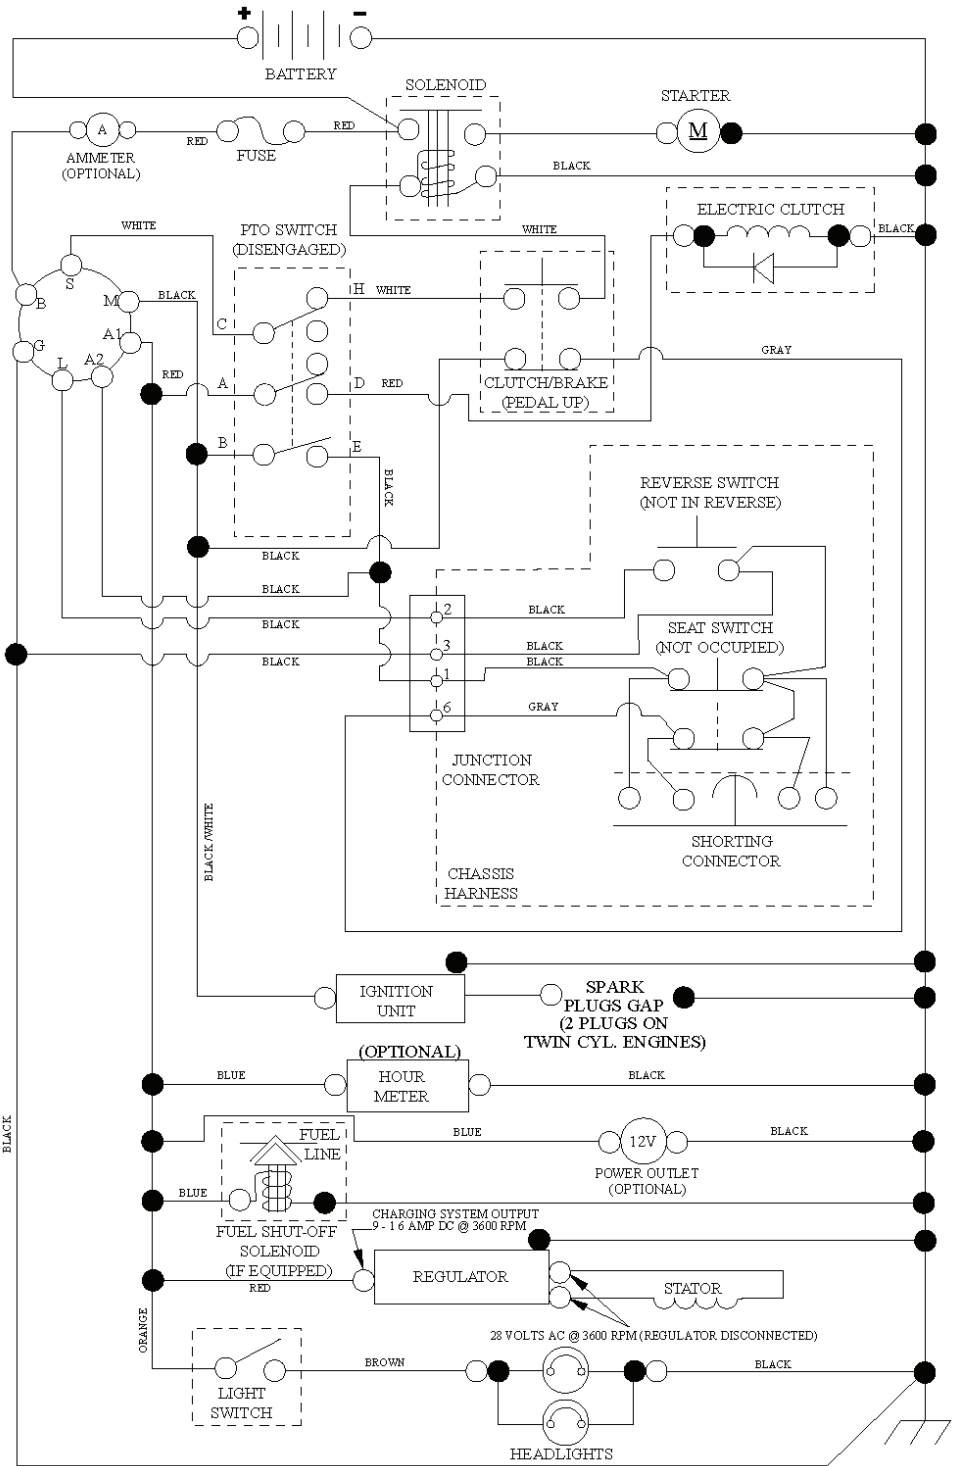 + –
BATTERY
SOLENOID
STARTER
A
RED
FUSE
RED
M
AMMETER
(OPTIONAL)
BLACK
ELECTRIC CLUTCH
BLACK
WHITE
PTO SWITCH
(DISENGAGED)
WHITE
S
B
M
BLACK
H
WHITE
C
G
A1
L
A2
GRAY
RED
A
D
RED
CLUTCH/BRAKE
(PEDAL UP)
B
E
BLACK
REVERSE SWITCH
(NOT IN REVERSE)
BLACK
2
BLACK
BLACK
SEAT SWITCH
(NOT OCCUPIED)
3
BLACK
BLACK
BLACK
1
6
GRAY
JUNCTION
CONNECTOR
BLACK /WHITE
SHORTING
CONNECTOR
CHASSIS
HARNESS
IGNITION
UNIT
SPARK
PLUGS GAP
(2 PLUGS ON
TWIN CYL. ENGINES)
(OPTIONAL)
BLUE
HOUR
METER
BLACK
BLACK
FUEL
LINE
BLUE
12V
BLACK
POWER OUTLET
(OPTIONAL)
BLUE
CHARGING SYSTEM OUTPUT
9 - 1 6 AMP DC @ 3600 RPM
FUEL SHUT-OFF
SOLENOID
(IF EQUIPPED)
RED
REGULATOR
STATOR
ORANGE
28 VOLTS AC @ 3600 RPM (REGULATOR DISCONNECTED)
BROWN
BLACK
LIGHT
SWITCH
HEADLIGHTS